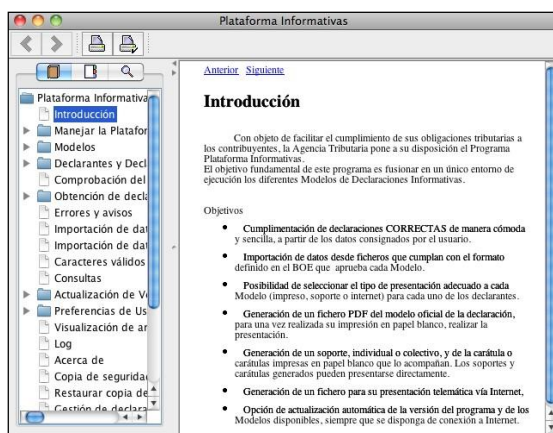 Plataforma Informativas
Plataforma Informativa
Introducción
Manejar la Platafor
Modelos
Declarantes y Decl
Comprobación del
Obtención de decla
Errores y avisos
Importación de dat
Importación de dat
Caracteres válidos
Consultas
Actualización de Ve
Preferencias de Us
Visualización de ar
Log
Acerca de
Copia de segurida
Restaurar copia de
Gestión de declara
Anterior Siguiente
Introducción
Con objeto de facilitar el cumplimiento de sus obligaciones tributarias a
los contribuyentes, la Agencia Tributaria pone a su disposición el Programa
Plataforma Informativas.
El objetivo fundamental de este programa es fusionar en un único entorno de
ejecución los diferentes Modelos de Declaraciones Informativas.
Objetivos
• Cumplimentación de declaraciones CORRECTAS de manera cómoda
y sencilla, a partir de los datos consignados por el usuario.
• Importación de datos desde ficheros que cumplan con el formato
definido en el BOE que aprueba cada Modelo.
• Posibilidad de seleccionar el tipo de presentación adecuado a cada
Modelo (impreso, soporte o internet) para cada uno de los declarantes.
• Generación de un fichero PDF del modelo oficial de la declaración,
para una vez realizada su impresión en papel blanco, realizar la
presentación.
• Generación de un soporte, individual o colectivo, y de la carátula o
carátulas impresas en papel blanco que lo acompañan. Los soportes y
carátulas generados pueden presentarse directamente.
• Generación de un fichero para su presentación telemática vía Internet,
• Opción de actualización automática de la versión del programa y de los
Modelos disponibles, siempre que se disponga de conexión a Internet.